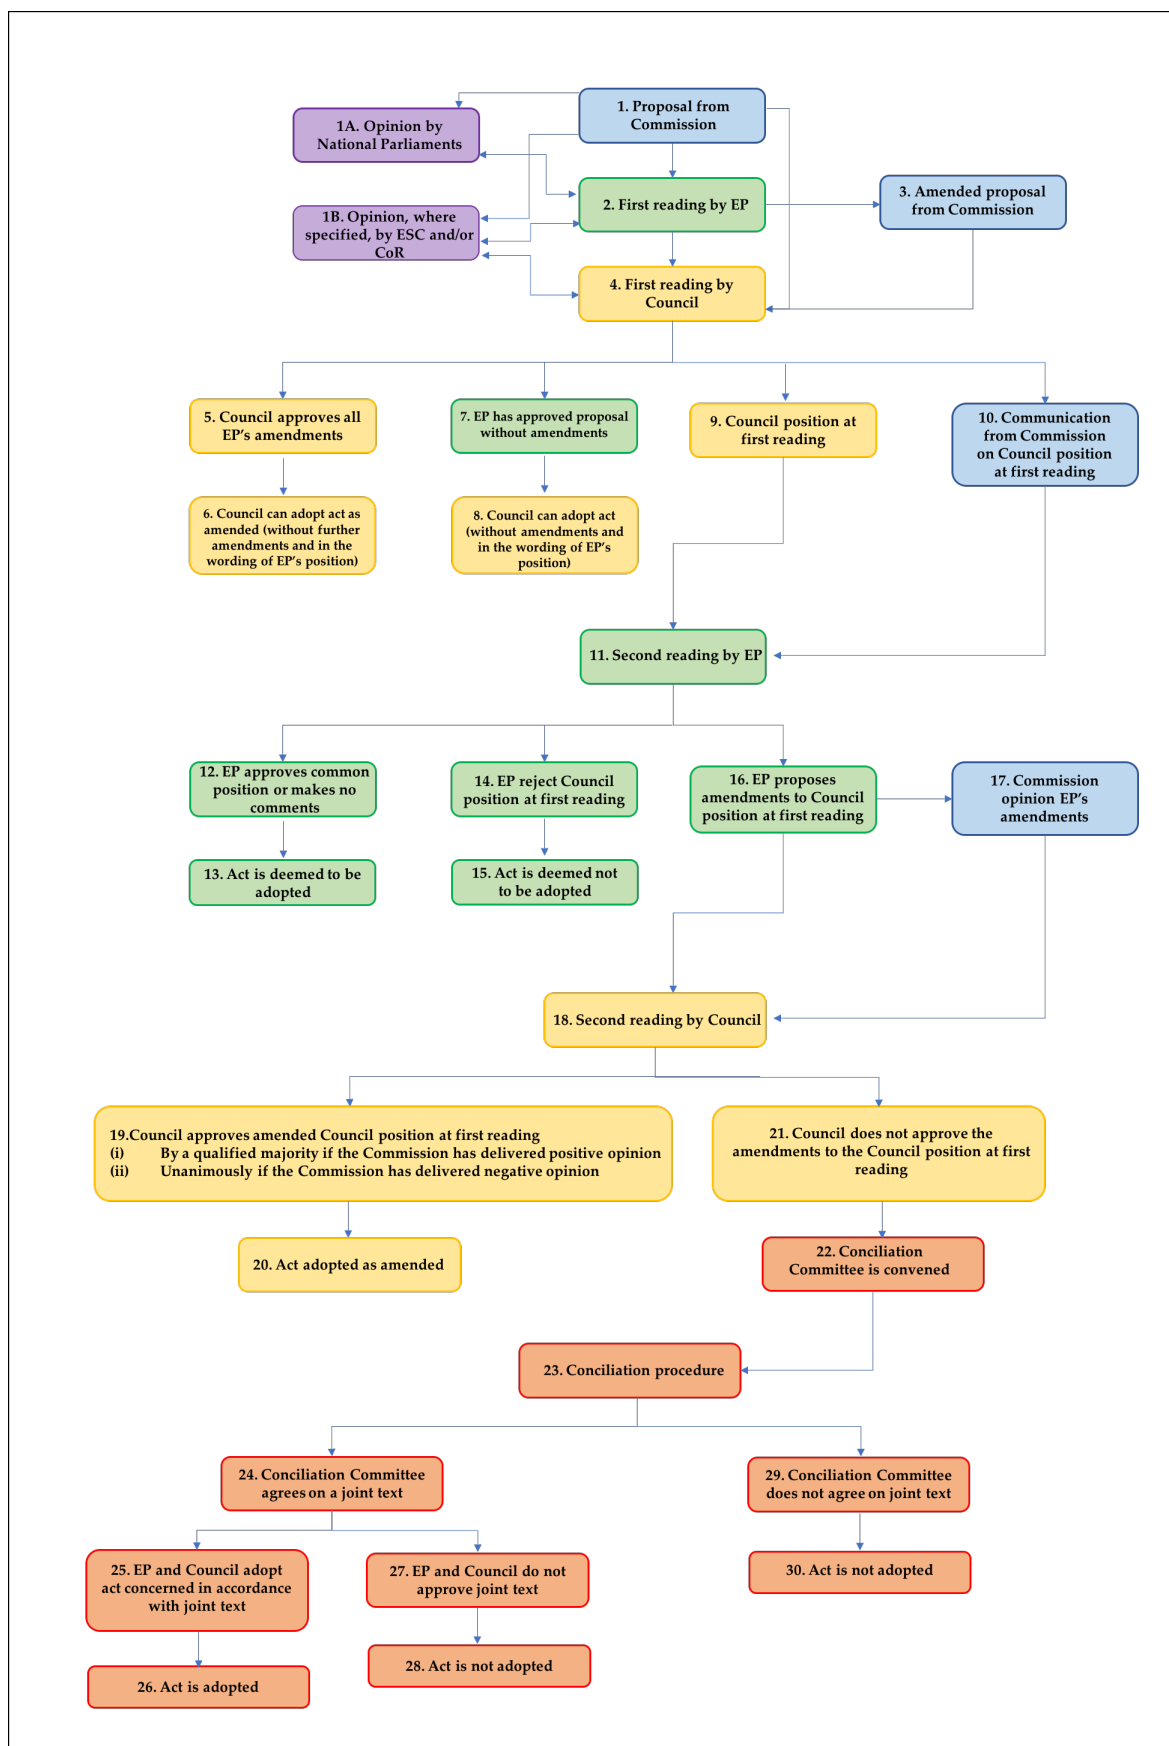 1. Proposal from
Commission
1A. Opinion by
National Parliaments
2. First reading by EP
3. Amended proposal
from Commission
1B. Opinion, where
specified, by ESC and/or
CoR
4. First reading by
Council
5. Council approves all
EP's amendments
7. EP has approved proposal
without amendments
9. Council position at
first reading
10. Communication
from Commission
on Council position
at first reading
6. Council can adopt act as
amended (without further
amendments and in the
wording of EP's position)
8. Council can adopt act
(without amendments and
in the wording of EP's
position)
11. Second reading by EP
12. EP approves common
position or makes no
comments
14. EP reject Council
position at first reading
16. EP proposes
amendments to Council
position at first reading
17. Commission
opinion EP's
amendments
13. Act is deemed to be
adopted
15. Act is deemed not
to be adopted
18. Second reading by Council
19.Council approves amended Council position at first reading
(i) By a qualified majority if the Commission has delivered positive opinion
(ii) Unanimously if the Commission has delivered negative opinion
21. Council does not approve the
amendments to the Council position at first
reading
20. Act adopted as amended
22. Conciliation
Committee is convened
23. Conciliation procedure
24. Conciliation Committee
agrees on a joint text
29. Conciliation Committee
does not agree on joint text
25. EP and Council adopt
act concerned in accordance
with joint text
27. EP and Council do not
approve joint text
30. Act is not adopted
26. Act is adopted
28. Act is not adopted